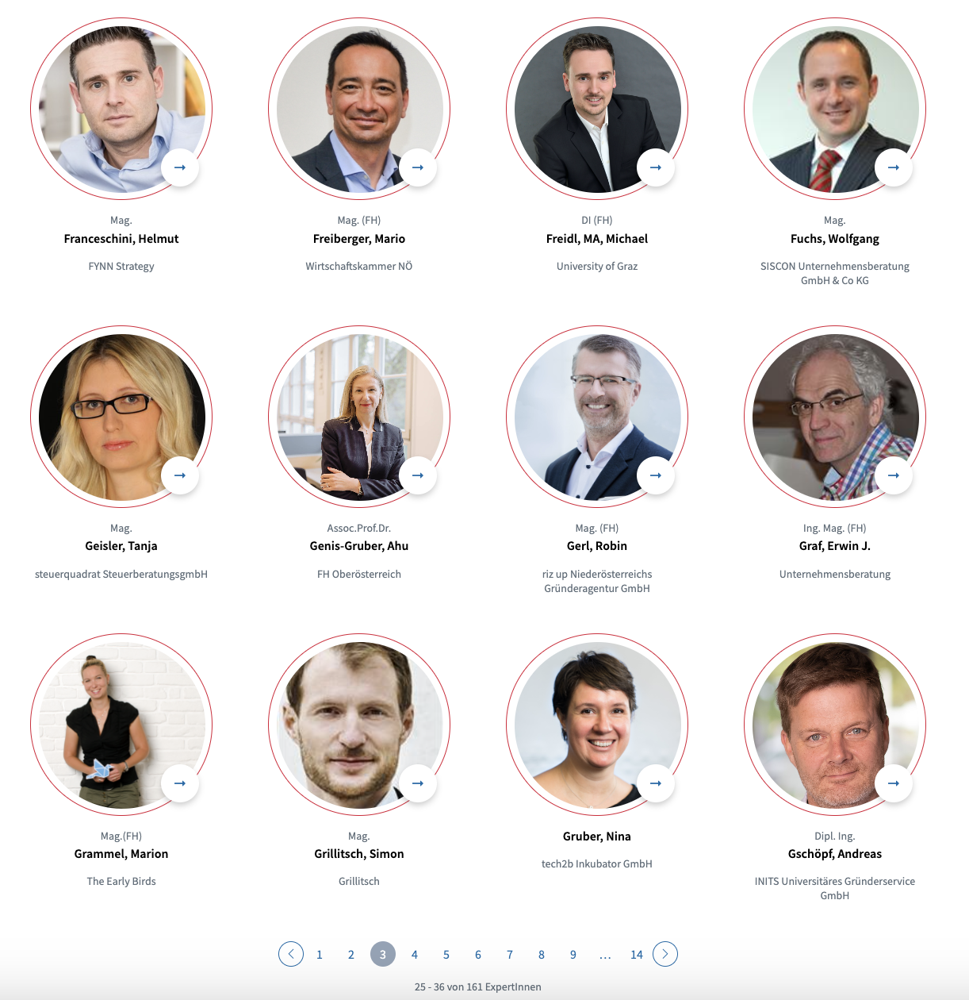 Mag.
Franceschini, Helmut
FYNN Strategy
Mag. (FH)
Freiberger, Mario
Wirtschaftskammer NÖ
DI (FH)
Freidl, MA, Michael
University of Graz
Mag.
Fuchs, Wolfgang
SISCON Unternehmensberatung
GmbH & Co KG
Mag.
Geisler, Tanja
steuerquadrat SteuerberatungsgmbH
Assoc.Prof.Dr.
Genis-Gruber, Ahu
FH Oberösterreich
Mag. (FH)
Gerl, Robin
riz up Niederösterreichs
Gründeragentur GmbH
Ing. Mag. (FH)
Graf, Erwin J.
Unternehmensberatung
Mag.(FH)
Grammel, Marion
The Early Birds
Mag.
Grillitsch, Simon
Grillitsch
Gruber, Nina
tech2b Inkubator GmbH
Dipl. Ing.
Gschöpf, Andreas
INITS Universitäres Gründerservice
GmbH
1 2 3 4 5 6 7 8 9 … 14
25 - 36 von 161 ExpertInnen